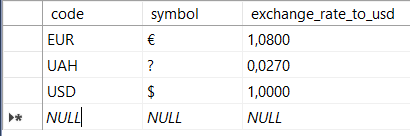 code symbol exchange_rate_to_usd
EUR € 1,0800
UAH ? 0,0270
USD $ 1,0000
NULL NULL NULL